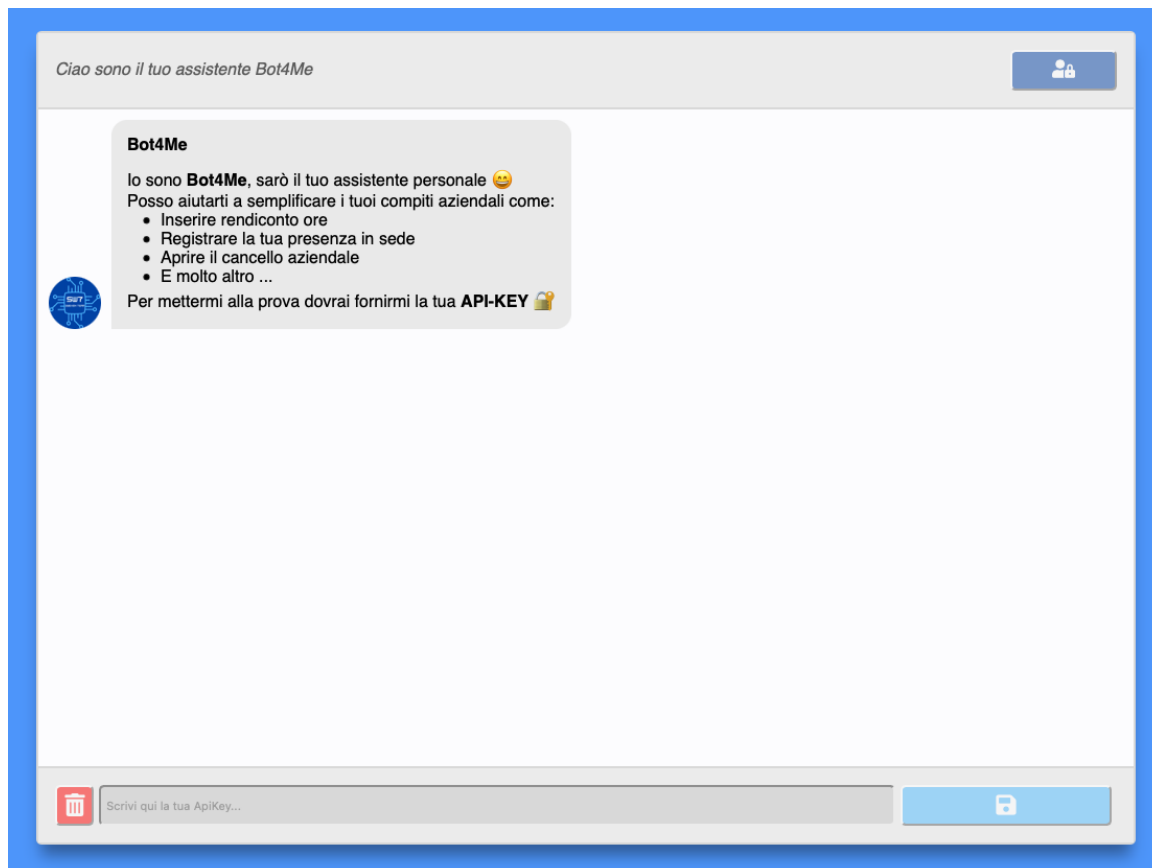 Ciao sono il tuo assistente Bot4Me
Bot4Me
Io sono Bot4Me, sarò il tuo assistente personale 😄
Posso aiutarti a semplificare i tuoi compiti aziendali come:
• Inserire rendiconto ore
• Registrare la tua presenza in sede
• Aprire il cancello aziendale
• E molto altro ...
SWT
Per mettermi alla prova dovrai fornirmi la tua API-KEY 🔐
Scrivi qui la tua ApiKey...